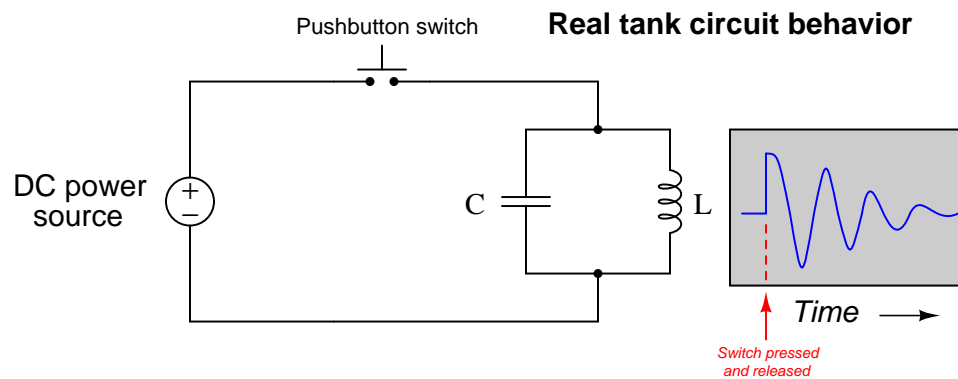 Real tank circuit behavior
Pushbutton switch
DC power
source
+
−
C
L
Time
Switch pressed
and released